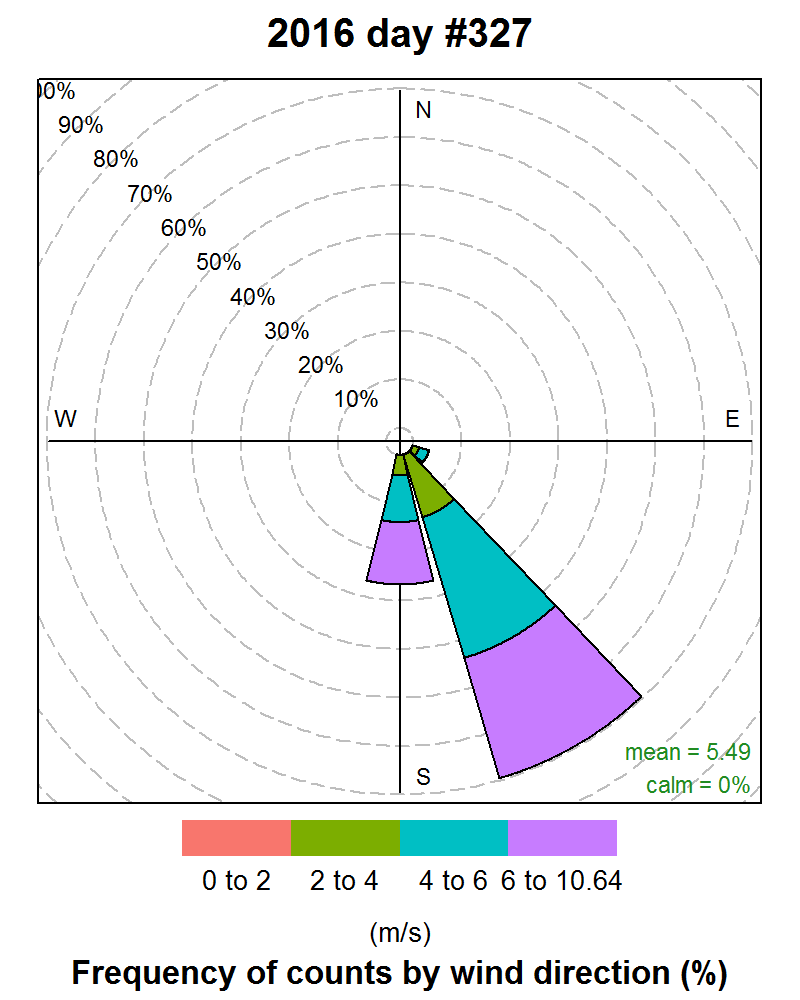 2016 day #327
00%
90%
80%
70%
60%
50%
40%
30%
20%
10%
N
W
E
S
mean = 5.49
calm = 0%
0 to 2 2 to 4 4 to 6 6 to 10.64
(m/s)
Frequency of counts by wind direction (%)